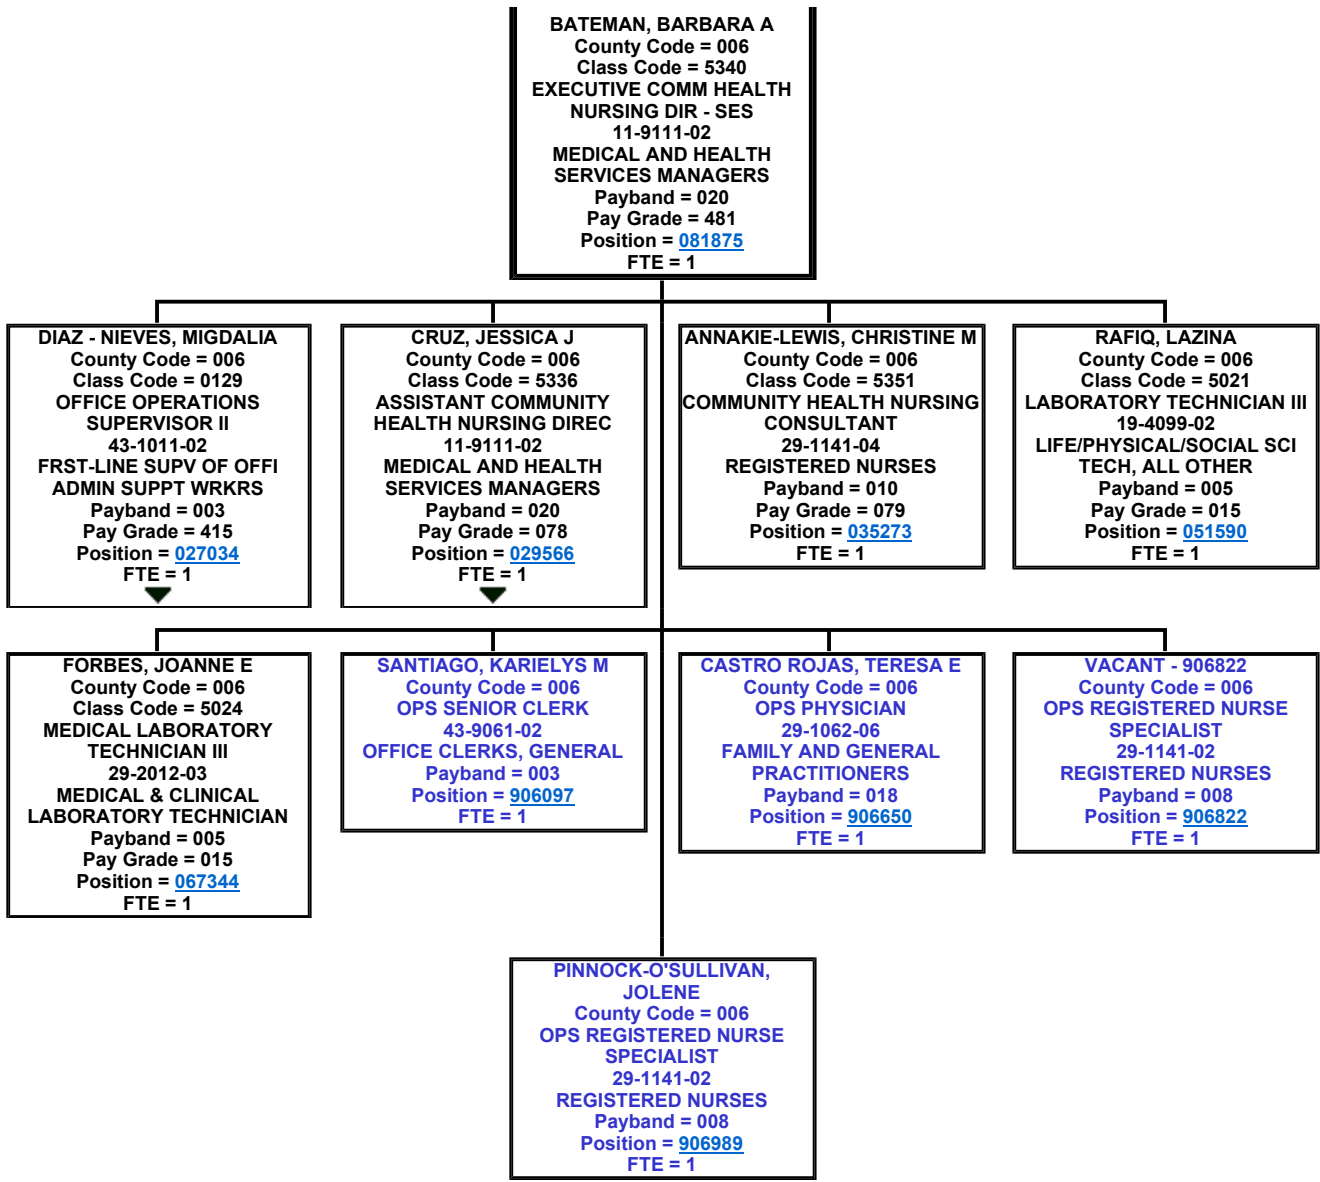 BATEMAN, BARBARA A
County Code = 006
Class Code = 5340
EXECUTIVE COMM HEALTH
NURSING DIR - SES
11-9111-02
MEDICAL AND HEALTH
SERVICES MANAGERS
Payband = 020
Pay Grade = 481
Position = 081875
FTE = 1
DIAZ - NIEVES, MIGDALIA
County Code = 006
Class Code = 0129
OFFICE OPERATIONS
SUPERVISOR II
43-1011-02
FRST-LINE SUPV OF OFFI
ADMIN SUPPT WRKRS
Payband = 003
Pay Grade = 415
Position = 027034
FTE = 1
CRUZ, JESSICA J
County Code = 006
Class Code = 5336
ASSISTANT COMMUNITY
HEALTH NURSING DIREC
11-9111-02
MEDICAL AND HEALTH
SERVICES MANAGERS
Payband = 020
Pay Grade = 078
Position = 029566
FTE = 1
ANNAKIE-LEWIS, CHRISTINE M
County Code = 006
Class Code = 5351
COMMUNITY HEALTH NURSING
CONSULTANT
29-1141-04
REGISTERED NURSES
Payband = 010
Pay Grade = 079
Position = 035273
FTE = 1
RAFIQ, LAZINA
County Code = 006
Class Code = 5021
LABORATORY TECHNICIAN III
19-4099-02
LIFE/PHYSICAL/SOCIAL SCI
TECH, ALL OTHER
Payband = 005
Pay Grade = 015
Position = 051590
FTE = 1
FORBES, JOANNE E
County Code = 006
Class Code = 5024
MEDICAL LABORATORY
TECHNICIAN III
29-2012-03
MEDICAL & CLINICAL
LABORATORY TECHNICIAN
Payband = 005
Pay Grade = 015
Position = 067344
FTE = 1
SANTIAGO, KARIELYS M
County Code = 006
OPS SENIOR CLERK
43-9061-02
OFFICE CLERKS, GENERAL
Payband = 003
Position = 906097
FTE = 1
CASTRO ROJAS, TERESA E
County Code = 006
OPS PHYSICIAN
29-1062-06
FAMILY AND GENERAL
PRACTITIONERS
Payband = 018
Position = 906650
FTE = 1
VACANT - 906822
County Code = 006
OPS REGISTERED NURSE
SPECIALIST
29-1141-02
REGISTERED NURSES
Payband = 008
Position = 906822
FTE = 1
PINNOCK-O'SULLIVAN,
JOLENE
County Code = 006
OPS REGISTERED NURSE
SPECIALIST
29-1141-02
REGISTERED NURSES
Payband = 008
Position = 906989
FTE = 1